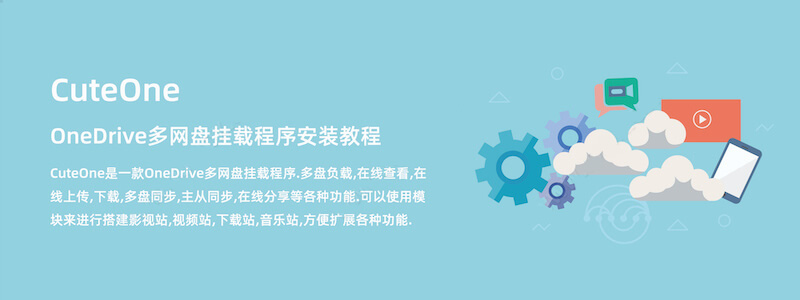 CuteOne
OneDrive多网盘挂载程序安装教程
CuteOne是一款OneDrive多网盘挂载程序.多盘负载,在线查看,在
线上传,下载,多盘同步,主从同步,在线分享等各种功能.可以使用模
块来进行搭建影视站,视频站,下载站,音乐站,方便扩展各种功能.